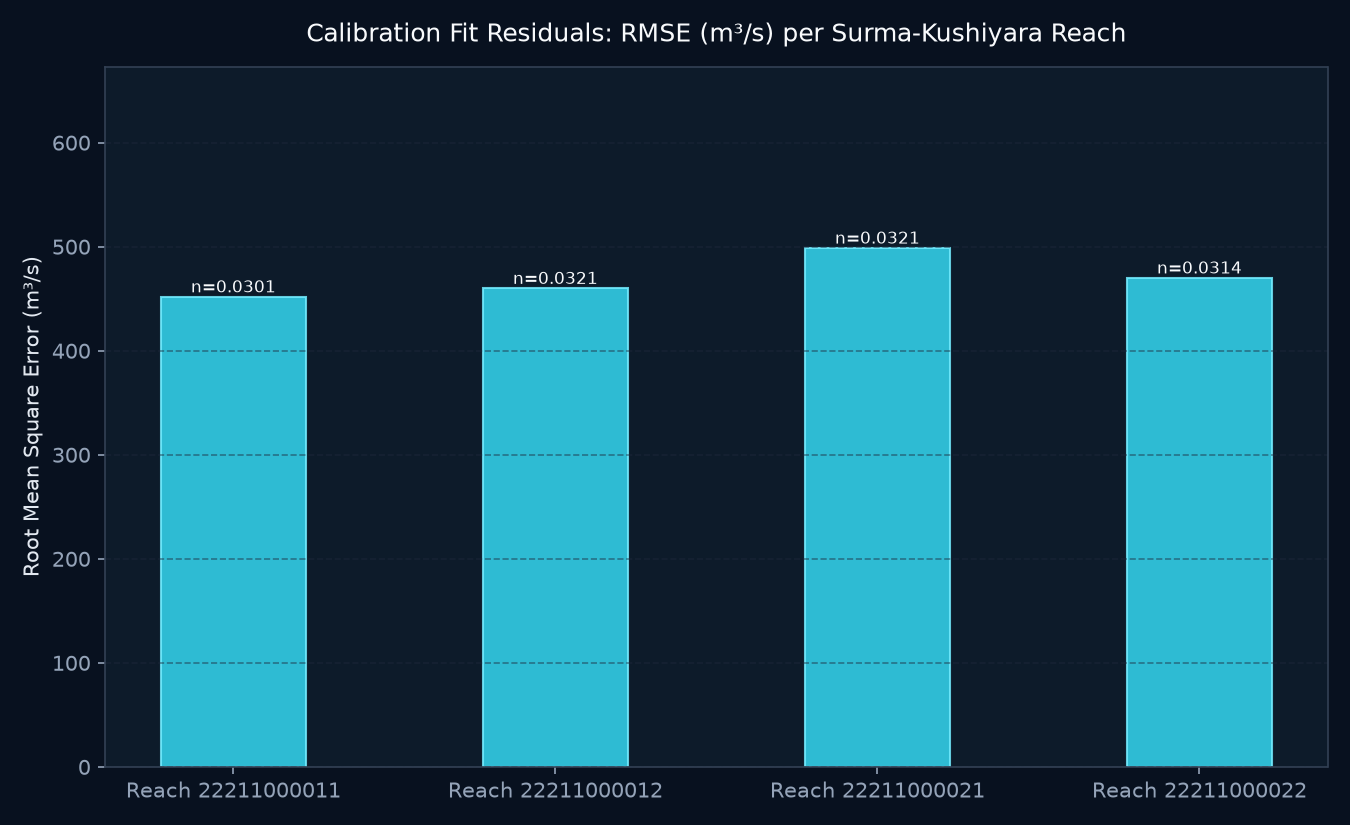 Calibration Fit Residuals: RMSE (m³/s) per Surma-Kushiyara Reach
Root Mean Square Error (m³/s)
600
500
400
300
200
100
0
n=0.0301
n=0.0321
n=0.0321
n=0.0314
Reach 22211000011
Reach 22211000012
Reach 22211000021
Reach 22211000022